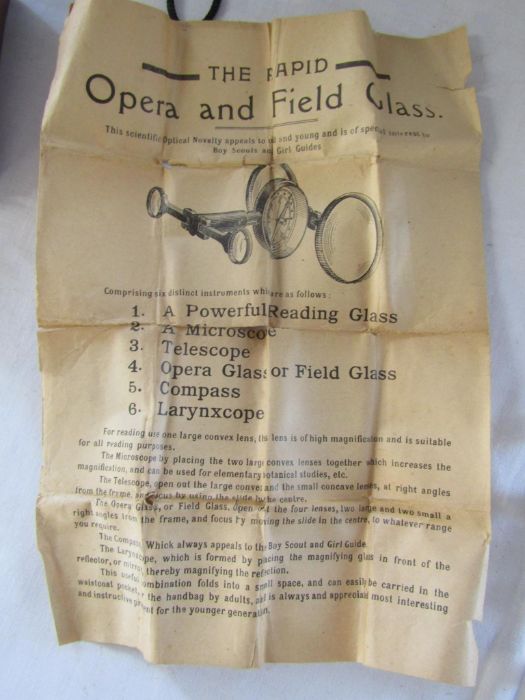 THE RAPID
Opera and Field Glass.
This scientific Optical Novelty appeals to old and young and is of special interest to
Boy Scouts and Girl Guides
Comprising six distinct instruments which are as follows:
1. A Powerful Reading Glass
2. A Microscope
3. Telescope
4. Opera Glass or Field Glass
5. Compass
6. Larynxcope
For reading use one large convex lens, this lens is of high magnification and is suitable
for all reading purposes.
The Microscope by placing the two large convex lenses together which increases the
magnification, and can be used for elementary botanical studies, etc.
The Telescope, open out the large convex and the small concave lens, at right angles
from the frame, and focus by using the slide in the centre.
The Opera Glass, or Field Glass. Open out the four lenses, two large and two small a
right angles from the frame, and focus by moving the slide in the centre, to whatever range
you require.
The Compass, Which always appeals to the Boy Scout and Girl Guide
The Larynxcope, which is formed by placing the magnifying glass in front of the
reflector, or mirror, thereby magnifying the reflection.
This useful combination folds into a small space, and can easily be carried in the
waistcoat pocket, or the handbag by adults, and is always and appreciated most interesting
and instructive present for the younger generation.